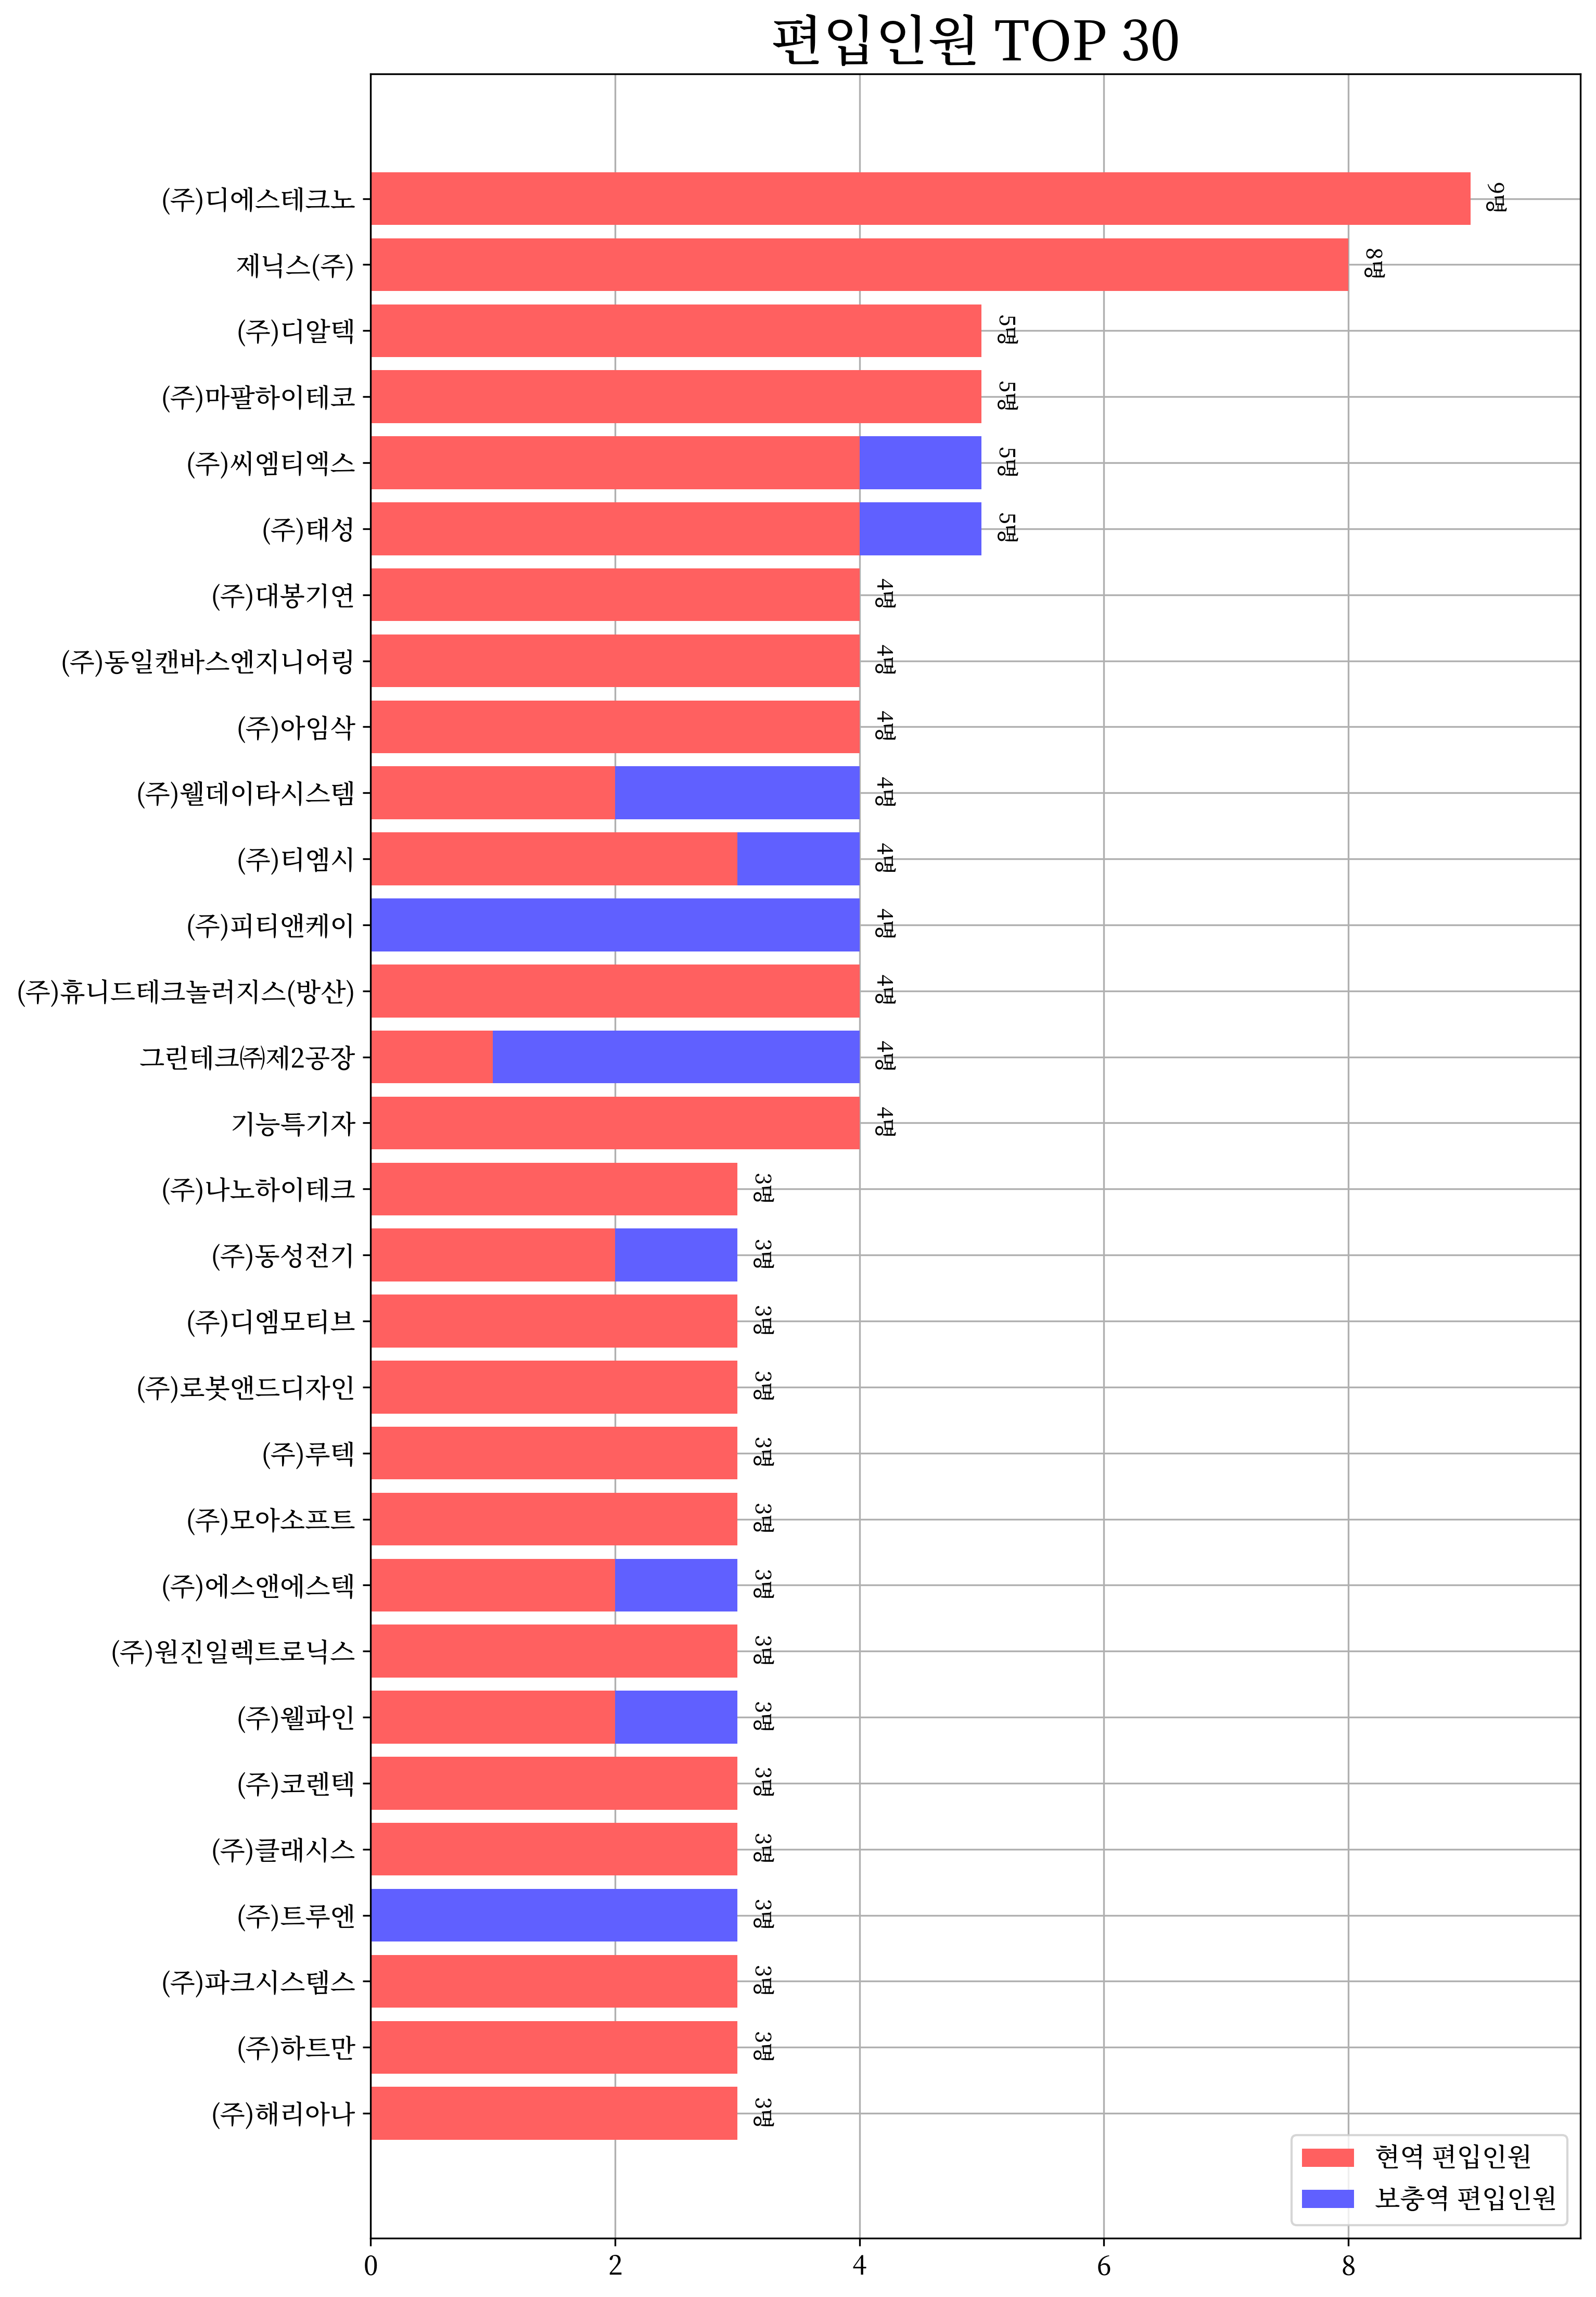 편입인원 TOP 30
(주)디에스테크노
9명
제닉스(주)
8명
(주)디알텍
5명
(주)마팔하이테코
5명
(주)씨엠티엑스
5명
(주)태성
5명
(주)대봉기연
4명
(주)동일캔바스엔지니어링
4명
(주)아임삭
4명
(주)웰데이타시스템
4명
(주)티엠시
4명
(주)피티앤케이
4명
(주)휴니드테크놀러지스(방산)
4명
그린테크㈜제2공장
4명
기능특기자
4명
(주)나노하이테크
3명
(주)동성전기
3명
(주)디엠모티브
3명
(주)로봇앤드디자인
3명
(주)루텍
3명
(주)모아소프트
3명
(주)에스앤에스텍
3명
(주)원진일렉트로닉스
3명
(주)웰파인
3명
(주)코렌텍
3명
(주)클래시스
3명
(주)트루엔
3명
(주)파크시스템스
3명
(주)하트만
3명
(주)해리아나
3명
현역 편입인원
보충역 편입인원
0 2 4 6 8